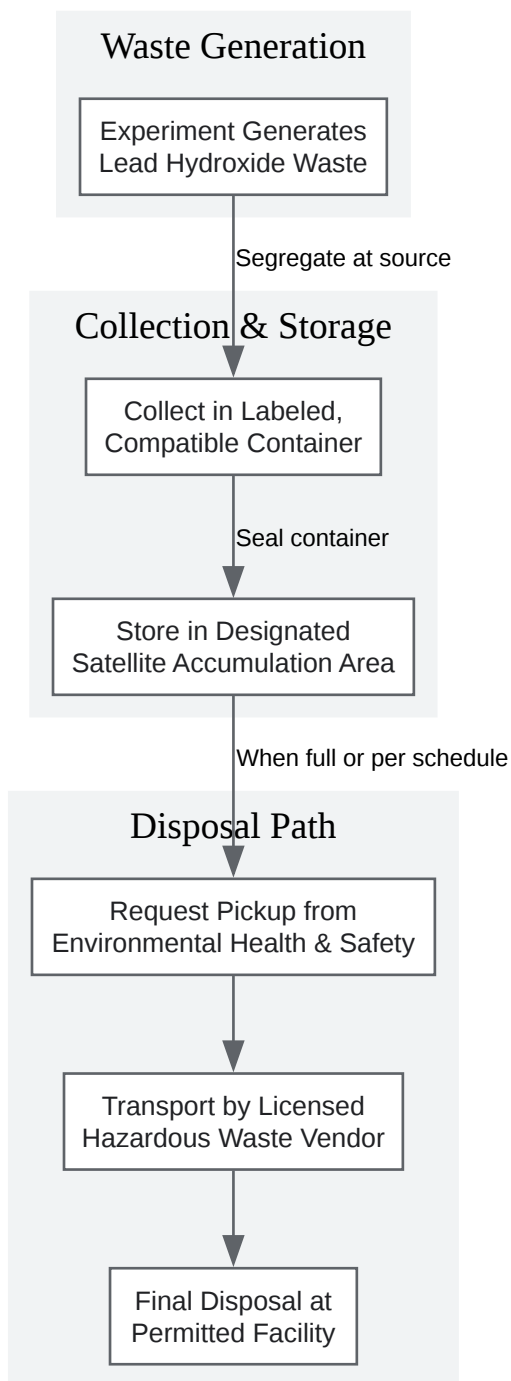 Waste Generation
Experiment Generates
Lead Hydroxide Waste
Segregate at source
Collection & Storage
Collect in Labeled,
Compatible Container
Seal container
Store in Designated
Satellite Accumulation Area
When full or per schedule
Disposal Path
Request Pickup from
Environmental Health & Safety
Transport by Licensed
Hazardous Waste Vendor
Final Disposal at
Permitted Facility